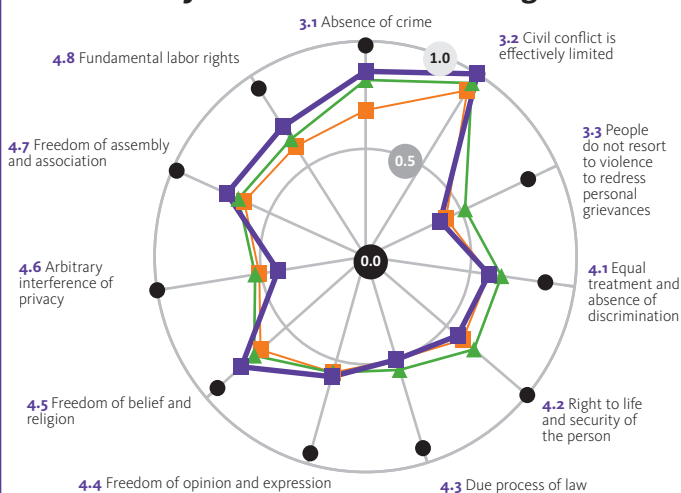 3.1 Absence of crime
3.2 Civil conflict is
effectively limited
1.0
4.8 Fundamental labor rights
3.3 People
do not resort
to violence
to redress
personal
grievances
4.7 Freedom of assembly
and association
0.5
0.0
4.6 Arbitrary
interference of
privacy
4.1 Equal
treatment and
absence of
discrimination
4.5 Freedom of belief and
religion
4.2 Right to life
and security of
the person
4.4 Freedom of opinion and expression
4.3 Due process of law